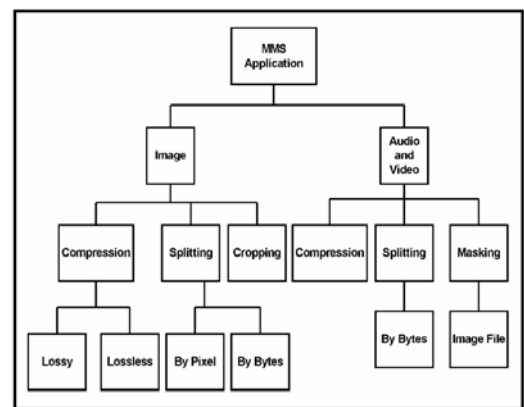 MMS
Application
Image
Audio
and
Video
Compression
Splitting
Cropping
Compression
Splitting
Masking
Lossy
Lossless
By Pixel
By Bytes
By Bytes
Image File